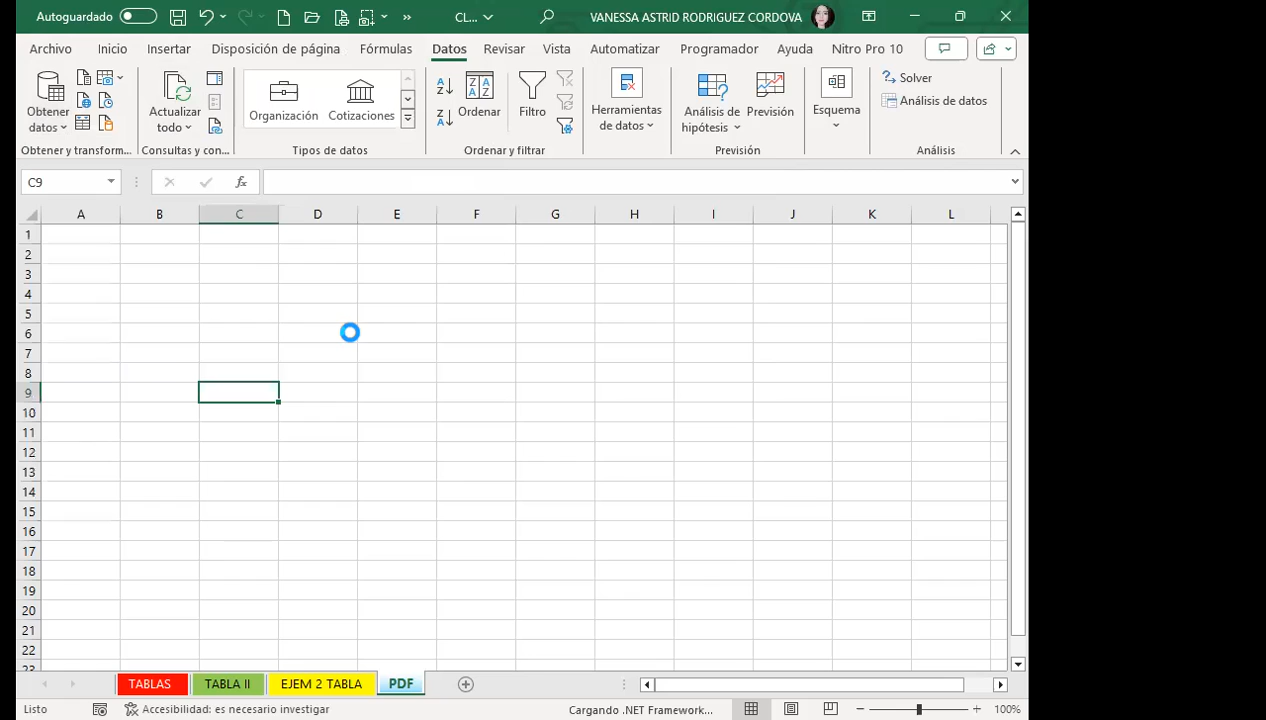 Autoguardado CL... VANESSA ASTRID RODRIGUEZ CORDOVA
Archivo Inicio Insertar Disposición de página Fórmulas Datos Revisar Vista Automatizar Programador Ayuda Nitro Pro 10
Obtener datos
Actualizar todo
Organización
Cotizaciones
Ordenar
Filtro
Herramientas de datos
Análisis de hipótesis
Previsión
Esquema
Solver
Análisis de datos
Obtener y transform... Consultas y con... Tipos de datos Ordenar y filtrar Previsión Análisis
C9 fx
A B C D E F G H I J K L
1
2
3
4
5
6
7
8
9
10
11
12
13
14
15
16
17
18
19
20
21
22
23
TABLAS TABLA II EJEM 2 TABLA PDF
Listo Accesibilidad: es necesario investigar Cargando .NET Framework... 100%